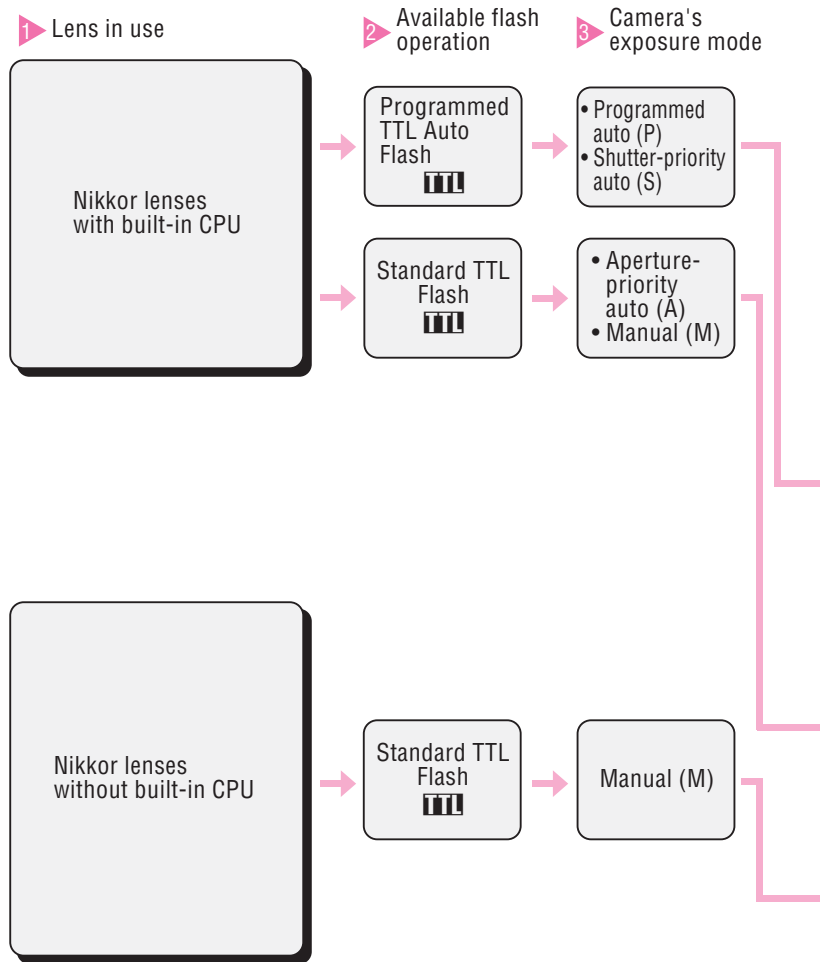 1 Lens in use
2 Available flash
operation
3 Camera's
exposure mode
Nikkor lenses
with built-in CPU
Programmed
TTL Auto
Flash
TTL
• Programmed
auto (P)
• Shutter-priority
auto (S)
Standard TTL
Flash
TTL
• Aperture-
priority
auto (A)
• Manual (M)
Nikkor lenses
without built-in CPU
Standard TTL
Flash
TTL
Manual (M)